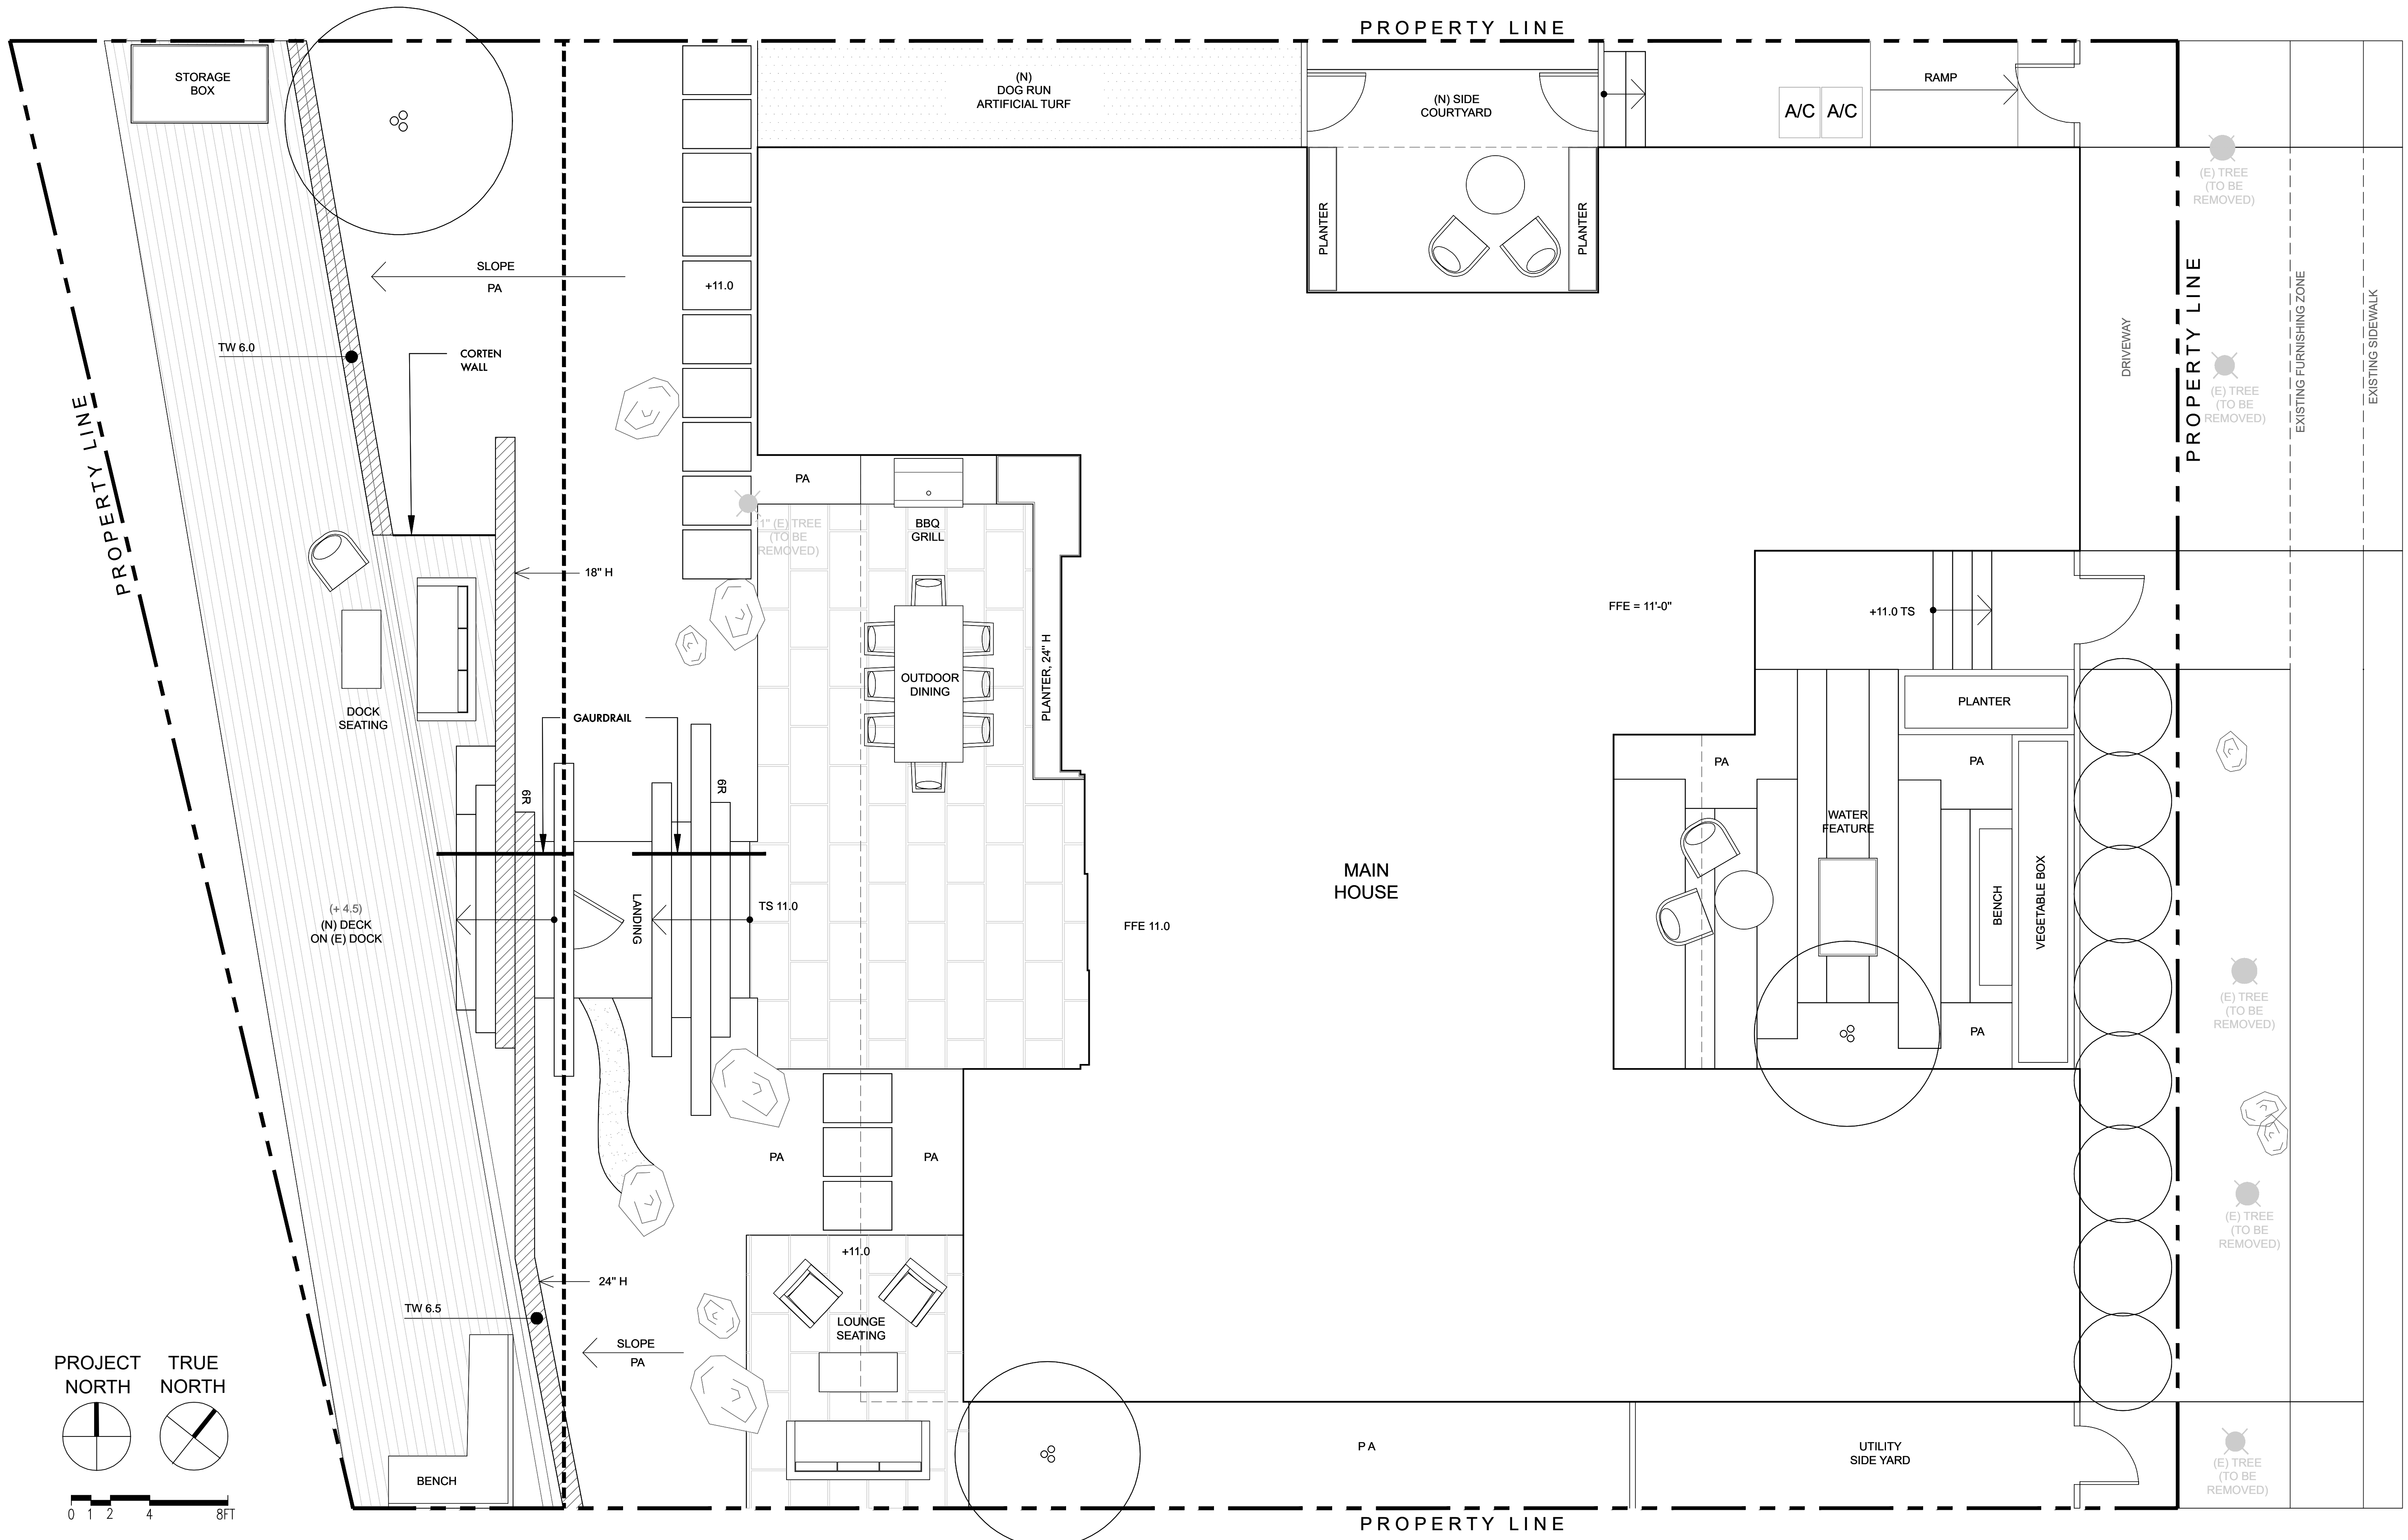 PROPERTY LINE
STORAGE
BOX
(N)
DOG RUN
ARTIFICIAL TURF
(N) SIDE
COURTYARD
A/C
A/C
RAMP
(E) TREE
(TO BE
REMOVED)
PLANTER
PLANTER
SLOPE
PA
+11.0
TW 6.0
CORTEN
WALL
DRIVEWAY
PROPERTY LINE
EXISTING FURNISHING ZONE
EXISTING SIDEWALK
(E) TREE
(TO BE
REMOVED)
PROPERTY LINE
PA
1" (E) TREE
(TO BE
REMOVED)
BBQ
GRILL
18" H
FFE = 11'-0"
+11.0 TS
OUTDOOR
DINING
PLANTER, 24" H
DOCK
SEATING
GAURDRAIL
6R
6R
PLANTER
PA
PA
WATER
FEATURE
MAIN
HOUSE
BENCH
VEGETABLE BOX
(+ 4.5)
(N) DECK
ON (E) DOCK
LANDING
TS 11.0
FFE 11.0
(E) TREE
(TO BE
REMOVED)
PA
PA
PA
(E) TREE
(TO BE
REMOVED)
+11.0
24" H
TW 6.5
LOUNGE
SEATING
SLOPE
PA
PROJECT
NORTH
TRUE
NORTH
BENCH
P A
UTILITY
SIDE YARD
(E) TREE
(TO BE
REMOVED)
0 1 2 4 8FT
PROPERTY LINE